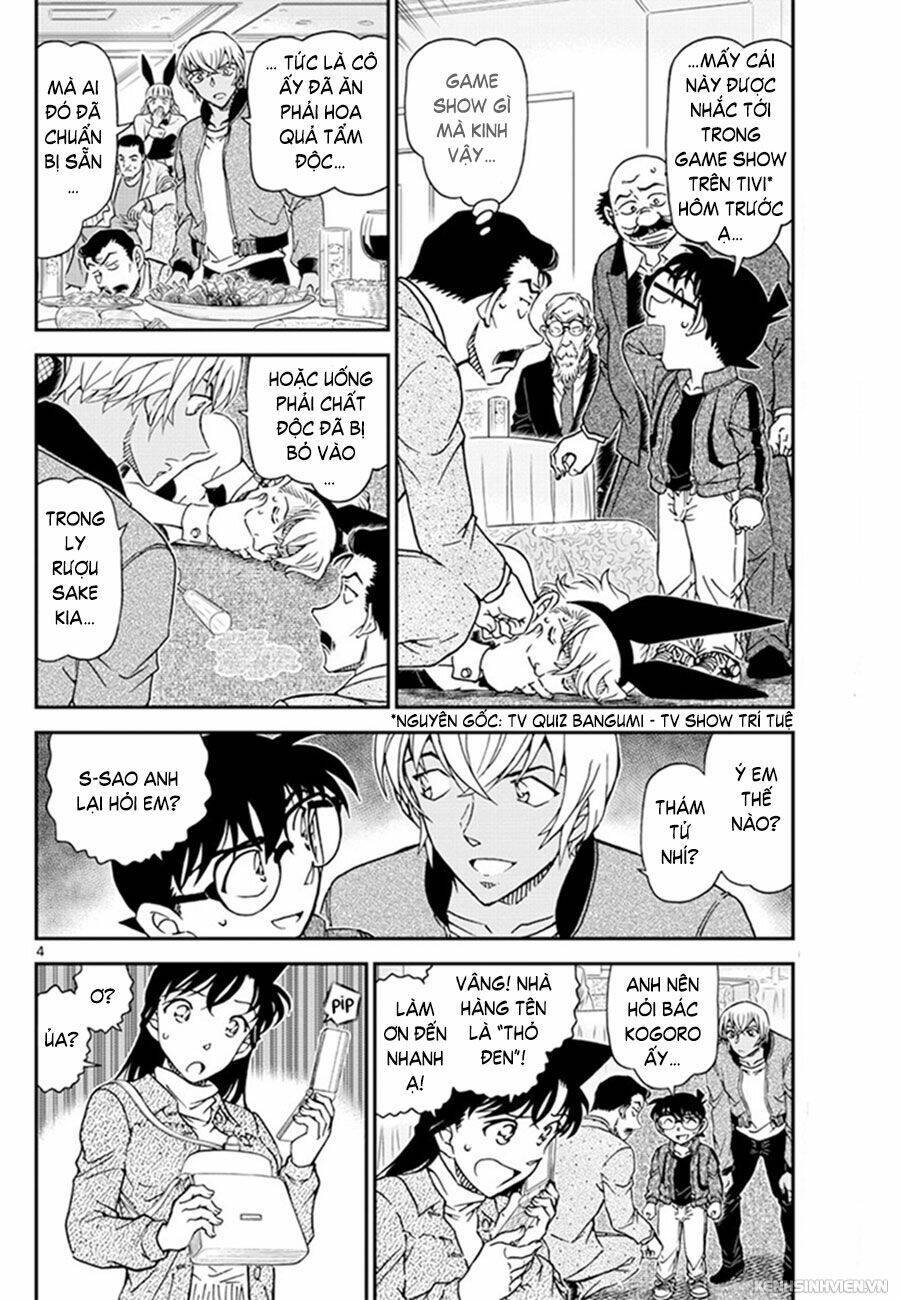 ...MẤY CÁI
NÀY ĐƯỢC
NHẮC TỚI
TRONG
GAME SHOW
TRÊN TIVI*
HÔM TRƯỚC
Ạ...
GAME
SHOW GÌ
MÀ KINH
VẬY...
*NGUYÊN GỐC: TV QUIZ BANGUMI - TV SHOW TRÍ TUỆ
... TỨC LÀ CÔ
ẤY ĐÃ ĂN
PHẢI HOA
QUẢ TẨM
ĐỘC...
MÀ AI
ĐÓ ĐÃ
CHUẨN
BỊ SẴN
...
HOẶC UỐNG
PHẢI CHẤT
ĐỘC ĐÃ BỊ
BỎ VÀO
...
TRONG
LY
RƯỢU
SAKE
KIA...
Ý EM
THẾ
NÀO?
THÁM
TỬ
NHÍ?
S-SAO ANH
LẠI HỎI EM?
4
ANH NÊN
HỎI BÁC
KOGORO
ẤY...
VÂNG! NHÀ
HÀNG TÊN
LÀ "THỎ
ĐEN"!
LÀM
ƠN ĐẾN
NHANH
Ạ!
PÍP
Ơ?
ỦA?
KENHSINHVIEN.VN